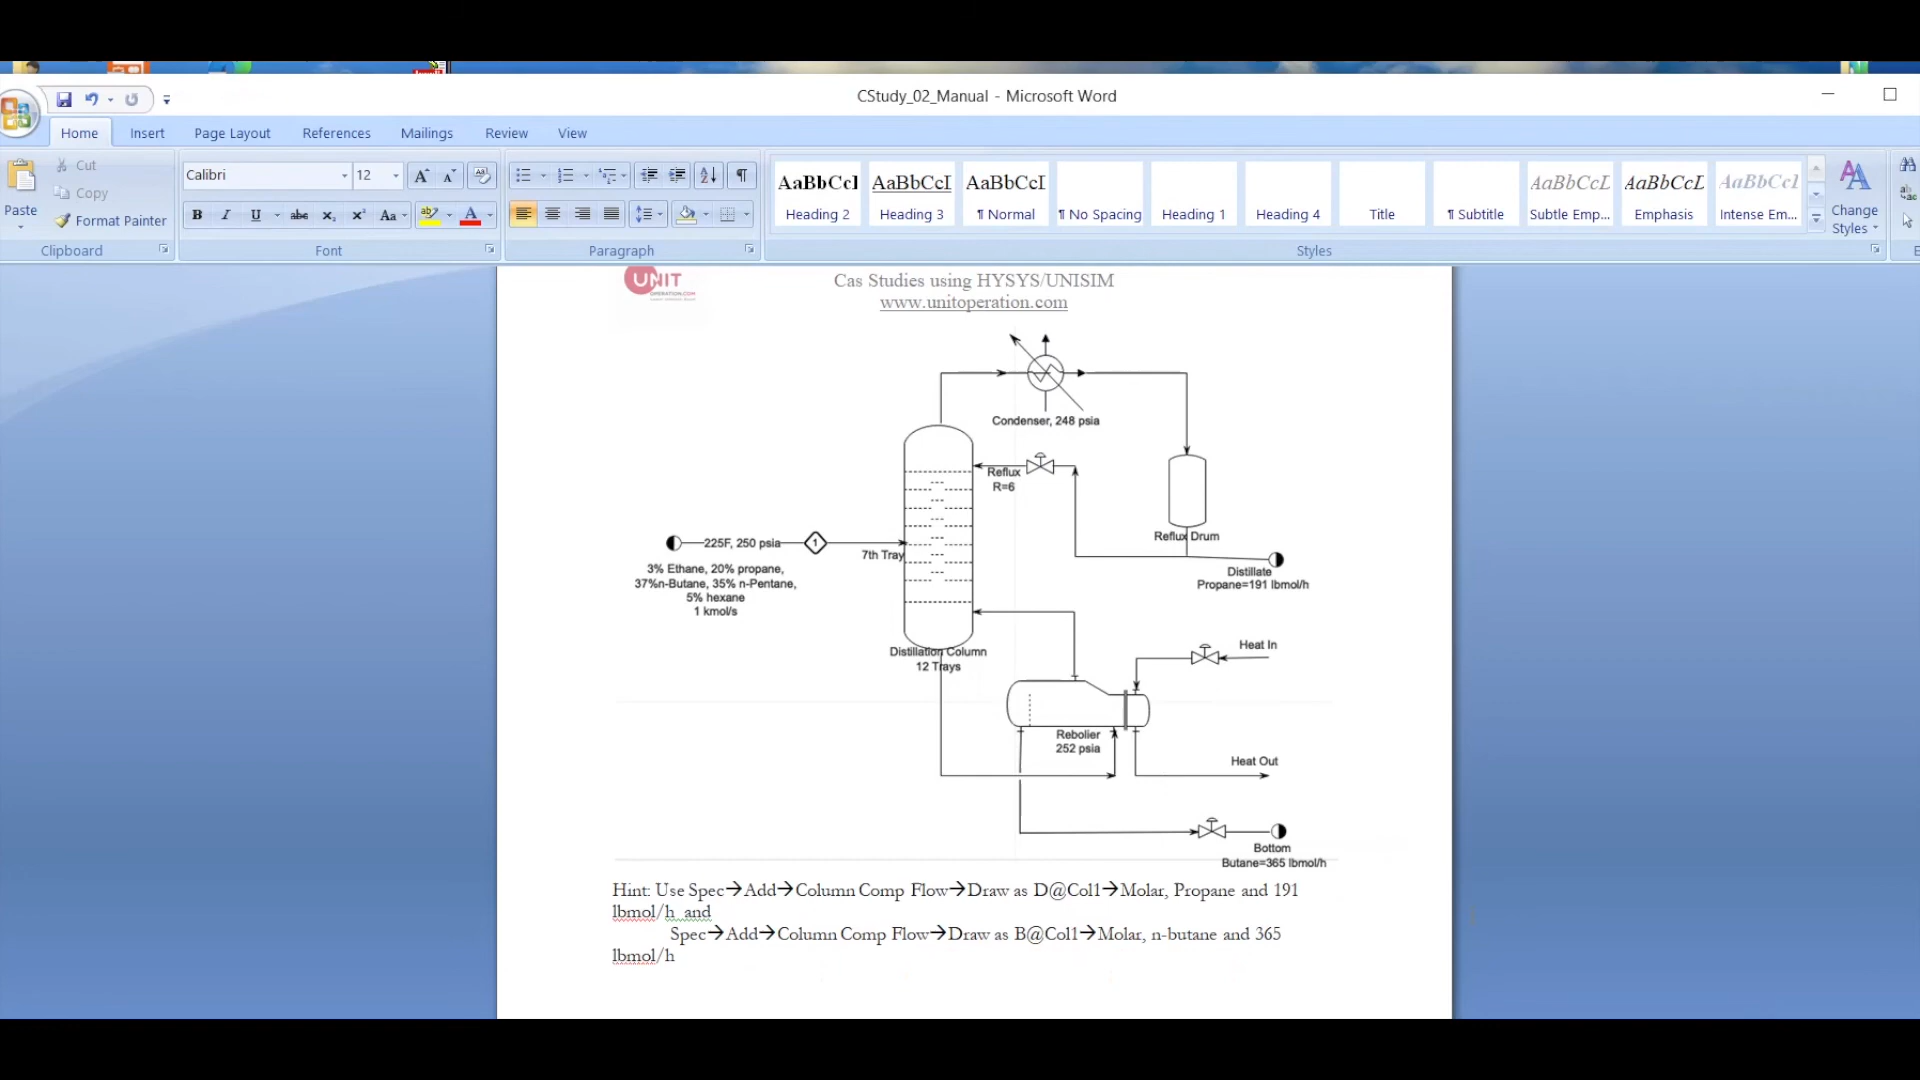 CStudy_02_Manual - Microsoft Word
Home Insert Page Layout References Mailings Review View
Paste
Cut
Copy
Format Painter
Clipboard
Calibri 12
Font
Paragraph
AaBbCcI AaBbCcI AaBbCcI AaBbCcL AaBbCcL AaBbCcI
Heading 2 Heading 3 ¶ Normal ¶ No Spacing Heading 1 Heading 4 Title ¶ Subtitle Subtle Emp... Emphasis Intense Em...
Change
Styles
Styles
UNIT
OPERATION.COM
Cas Studies using HYSYS/UNISIM
www.unitoperation.com
Condenser, 248 psia
Reflux
R=6
Reflux Drum
225F, 250 psia
1
7th Tray
3% Ethane, 20% propane,
37%n-Butane, 35% n-Pentane,
5% hexane
1 kmol/s
Distillate
Propane=191 lbmol/h
Distillation Column
12 Trays
Heat In
Rebolier
252 psia
Heat Out
Bottom
Butane=365 lbmol/h
Hint: Use Spec→Add→Column Comp Flow→Draw as D@Col1→Molar, Propane and 191
lbmol/h and
Spec→Add→Column Comp Flow→Draw as B@Col1→Molar, n-butane and 365
lbmol/h